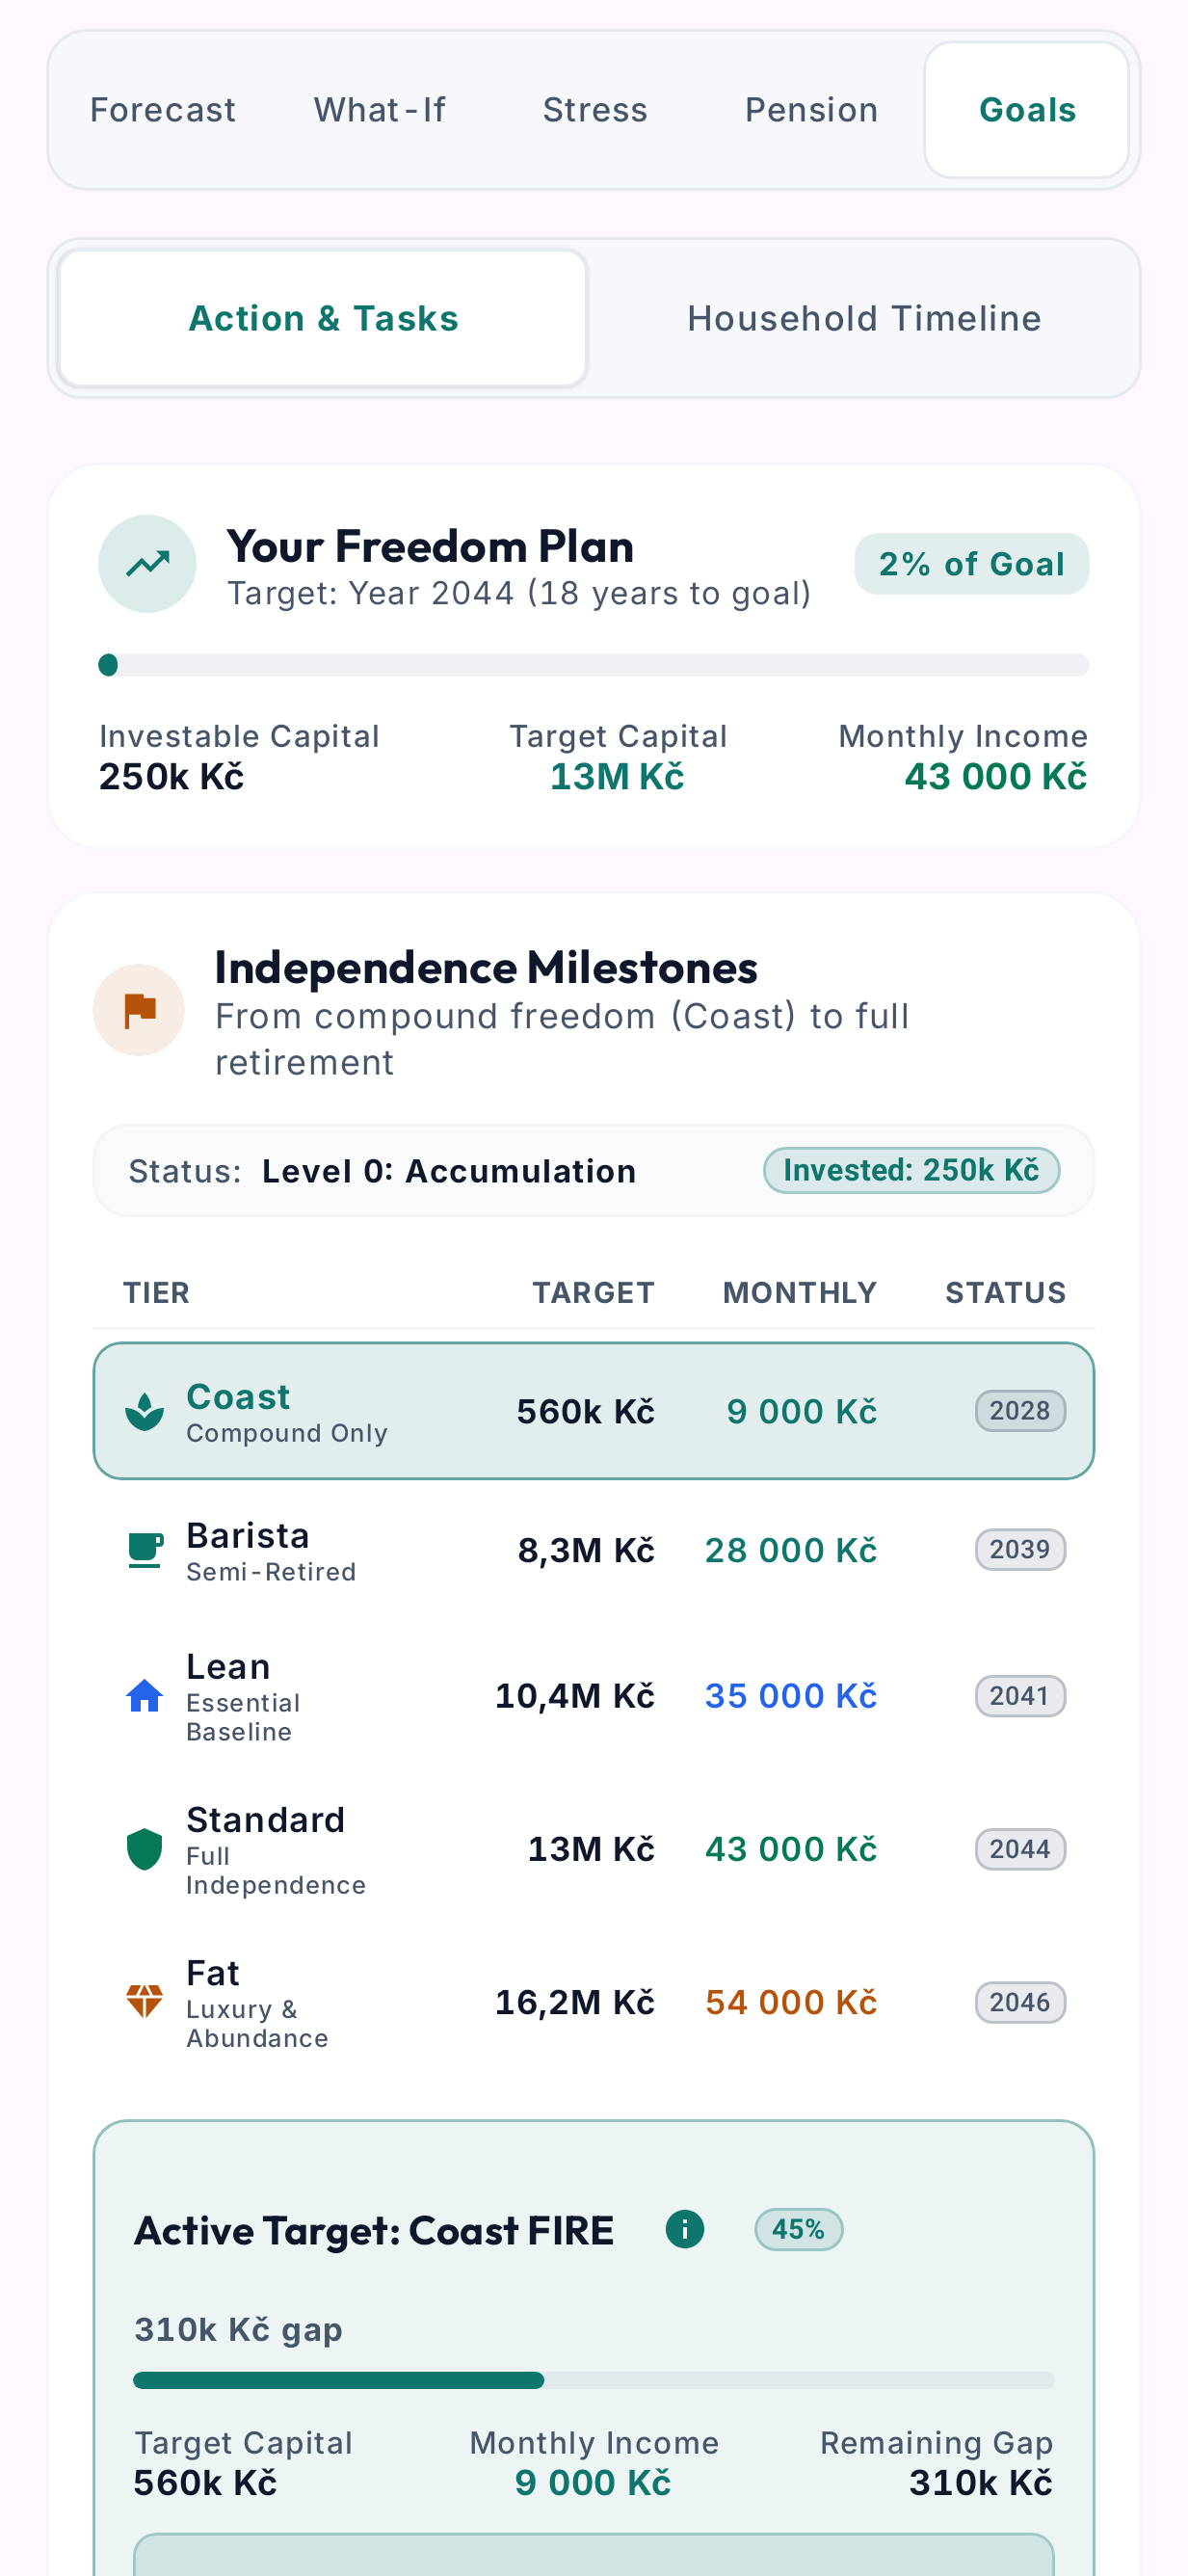 Forecast
What-If
Stress
Pension
Goals
Action & Tasks
Household Timeline
Your Freedom Plan
Target: Year 2044 (18 years to goal)
2% of Goal
Investable Capital
250k Kč
Target Capital
13M Kč
Monthly Income
43 000 Kč
Independence Milestones
From compound freedom (Coast) to full
retirement
Status: Level 0: Accumulation
Invested: 250k Kč
TIER TARGET MONTHLY STATUS
Coast
Compound Only
560k Kč 9 000 Kč 2028
Barista
Semi-Retired
8,3M Kč 28 000 Kč 2039
Lean
Essential
Baseline
10,4M Kč 35 000 Kč 2041
Standard
Full
Independence
13M Kč 43 000 Kč 2044
Fat
Luxury &
Abundance
16,2M Kč 54 000 Kč 2046
Active Target: Coast FIRE
45%
310k Kč gap
Target Capital
560k Kč
Monthly Income
9 000 Kč
Remaining Gap
310k Kč